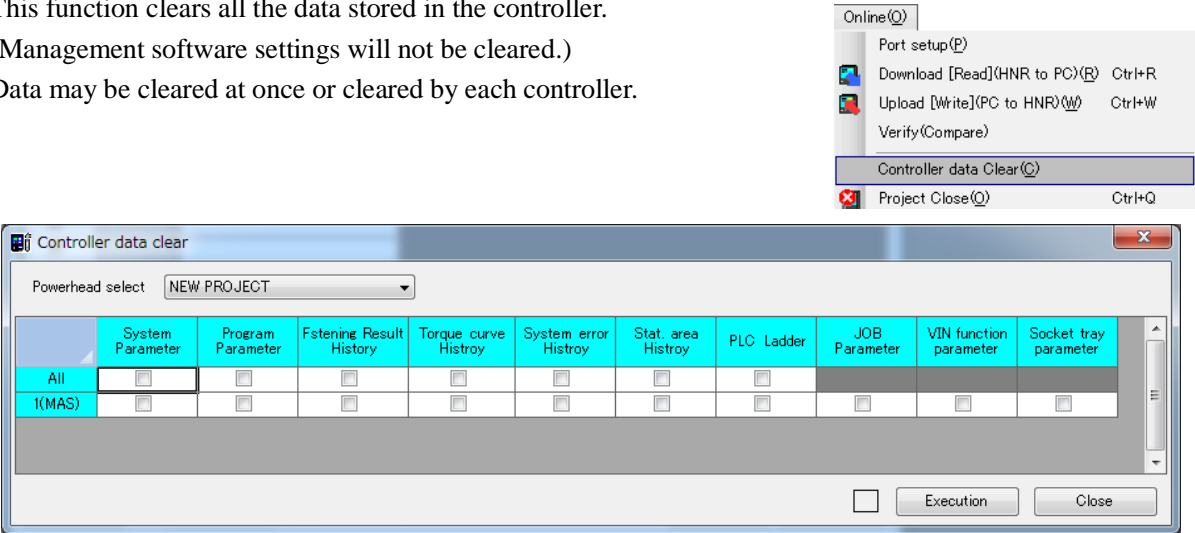 This function clears all the data stored in the controller.
(Management software settings will not be cleared.)
Data may be cleared at once or cleared by each controller.
Online(O)
Port setup(P)
Download [Read](HNR to PC)(R) Ctrl+R
Upload [Write](PC to HNR)(W) Ctrl+W
Verify(Compare)
Controller data Clear(C)
Project Close(O) Ctrl+Q
Controller data clear
Powerhead select NEW PROJECT
System Parameter
Program Parameter
Fstening Result History
Torque curve Histroy
System error Histroy
Stat. area Histroy
PLC Ladder
JOB Parameter
VIN function parameter
Socket tray parameter
All
1(MAS)
Execution Close